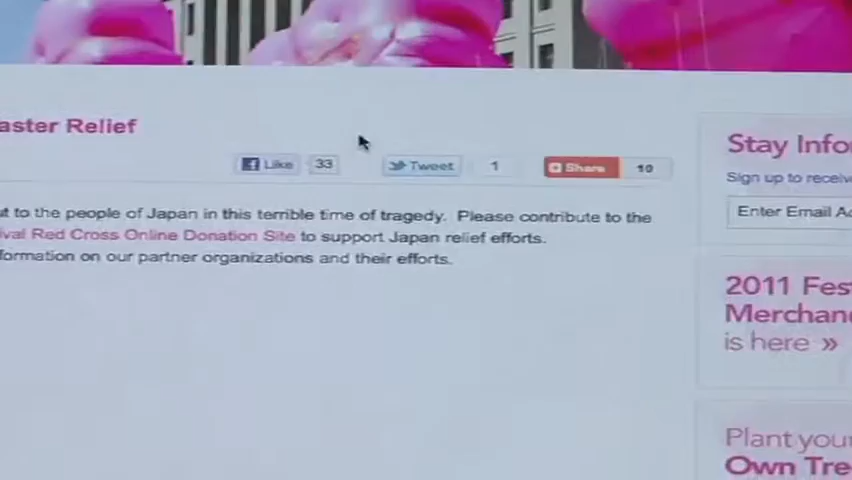 aster Relief
Like 33
Tweet 1
Share 10
ut to the people of Japan in this terrible time of tragedy. Please contribute to the
ival Red Cross Online Donation Site to support Japan relief efforts.
formation on our partner organizations and their efforts.
Stay Info
Sign up to receiv
Enter Email Ad
2011 Fes
Merchan
is here »
Plant your
Own Tre